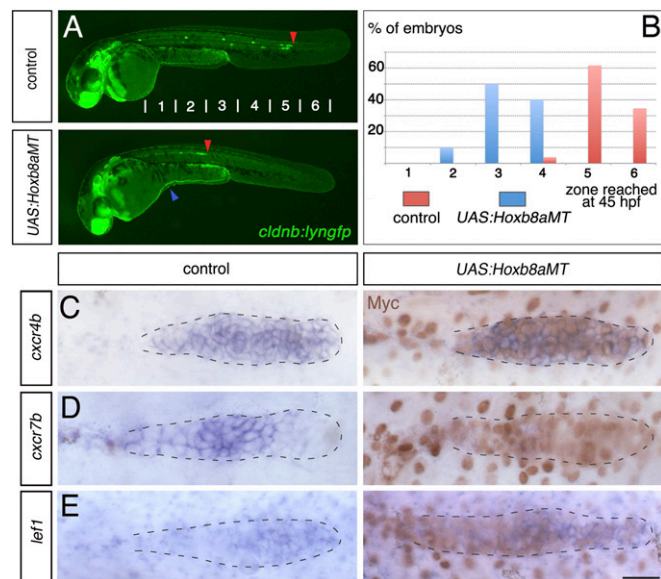 A
control
1 2 3 4 5 6
UAS:Hoxb8aMT
cldnb:lyngfp
B
% of embryos
60
40
20
1 2 3 4 5 6
control
UAS:Hoxb8aMT
zone reached
at 45 hpf
control
UAS:Hoxb8aMT
C
cxcr4b
Myc
D
cxcr7b
E
lef1